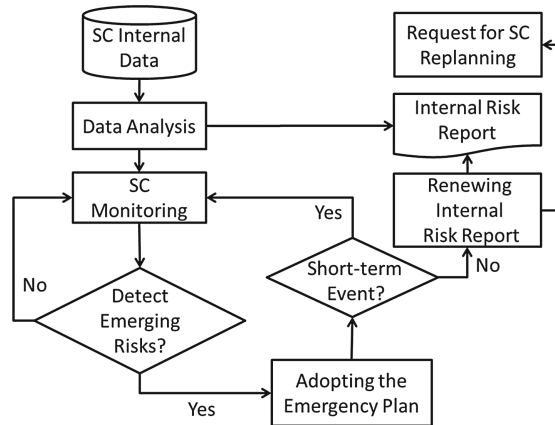 SC Internal
Data
Request for SC
Replanning
Data Analysis
Internal Risk
Report
SC
Monitoring
Yes
Renewing
Internal
Risk Report
No
Short-term
Event?
No
Detect
Emerging
Risks?
Adopting the
Emergency Plan
Yes